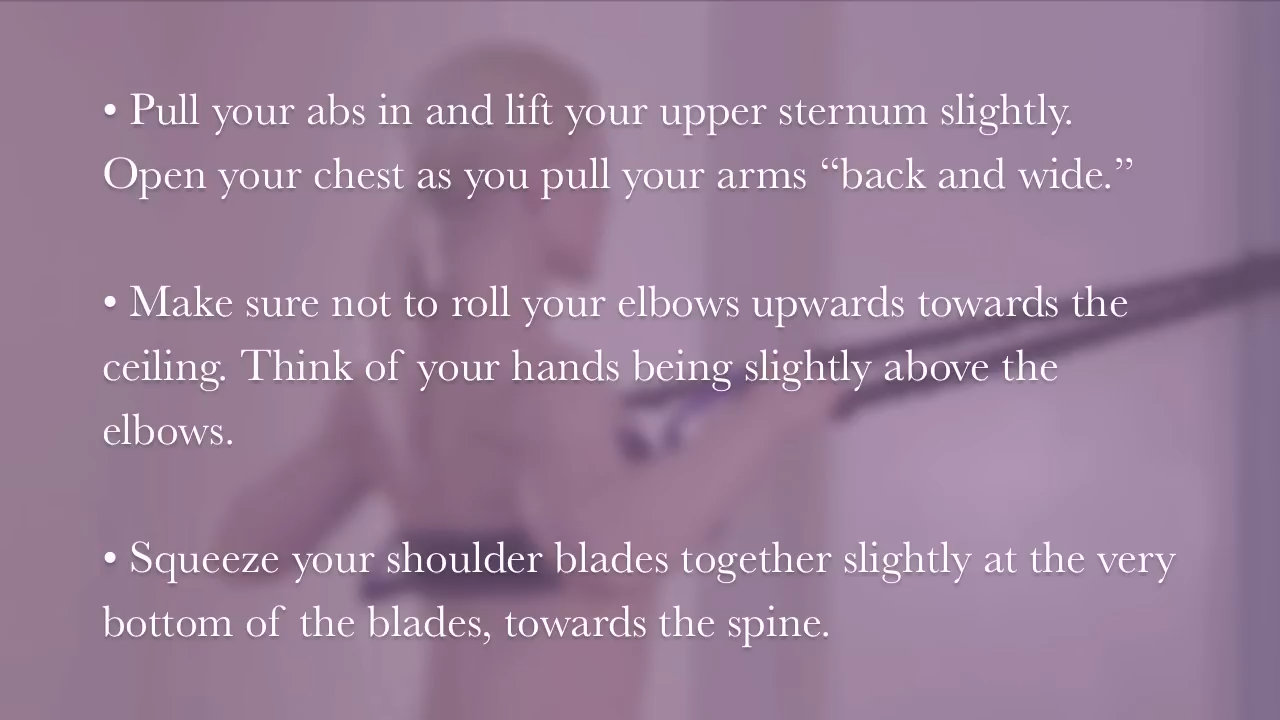 • Pull your abs in and lift your upper sternum slightly.
Open your chest as you pull your arms “back and wide.”
• Make sure not to roll your elbows upwards towards the
ceiling. Think of your hands being slightly above the
elbows.
• Squeeze your shoulder blades together slightly at the very
bottom of the blades, towards the spine.